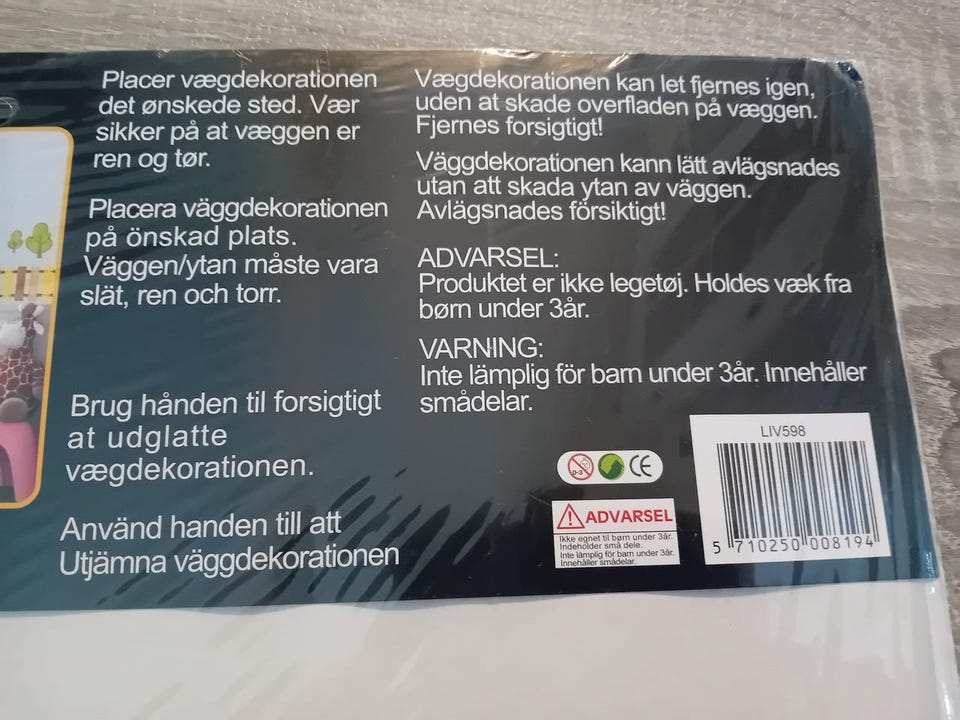 Placer vægdekorationen
det ønskede sted. Vær
sikker på at væggen er
ren og tør.
Placera väggdekorationen
på önskad plats.
Väggen/ytan måste vara
slät, ren och torr.
Brug hånden til forsigtigt
at udglatte
vægdekorationen.
Använd handen till att
Utjämna väggdekorationen
Vægdekorationen kan let fjernes igen,
uden at skade overfladen på væggen.
Fjernes forsigtigt!
Väggdekorationen kann lätt avlägsnades
utan att skada ytan av väggen.
Avlägsnades försiktigt!
ADVARSEL:
Produktet er ikke legetøj. Holdes væk fra
børn under 3år.
VARNING:
Inte lämplig för barn under 3år. Innehåller
smådelar.
0-3 CE
ADVARSEL
Ikke egnet til børn under 3år.
Indeholder små dele.
Inte lämplig för barn under 3år.
Innehåller smådelar.
LIV598
5 710250 008194